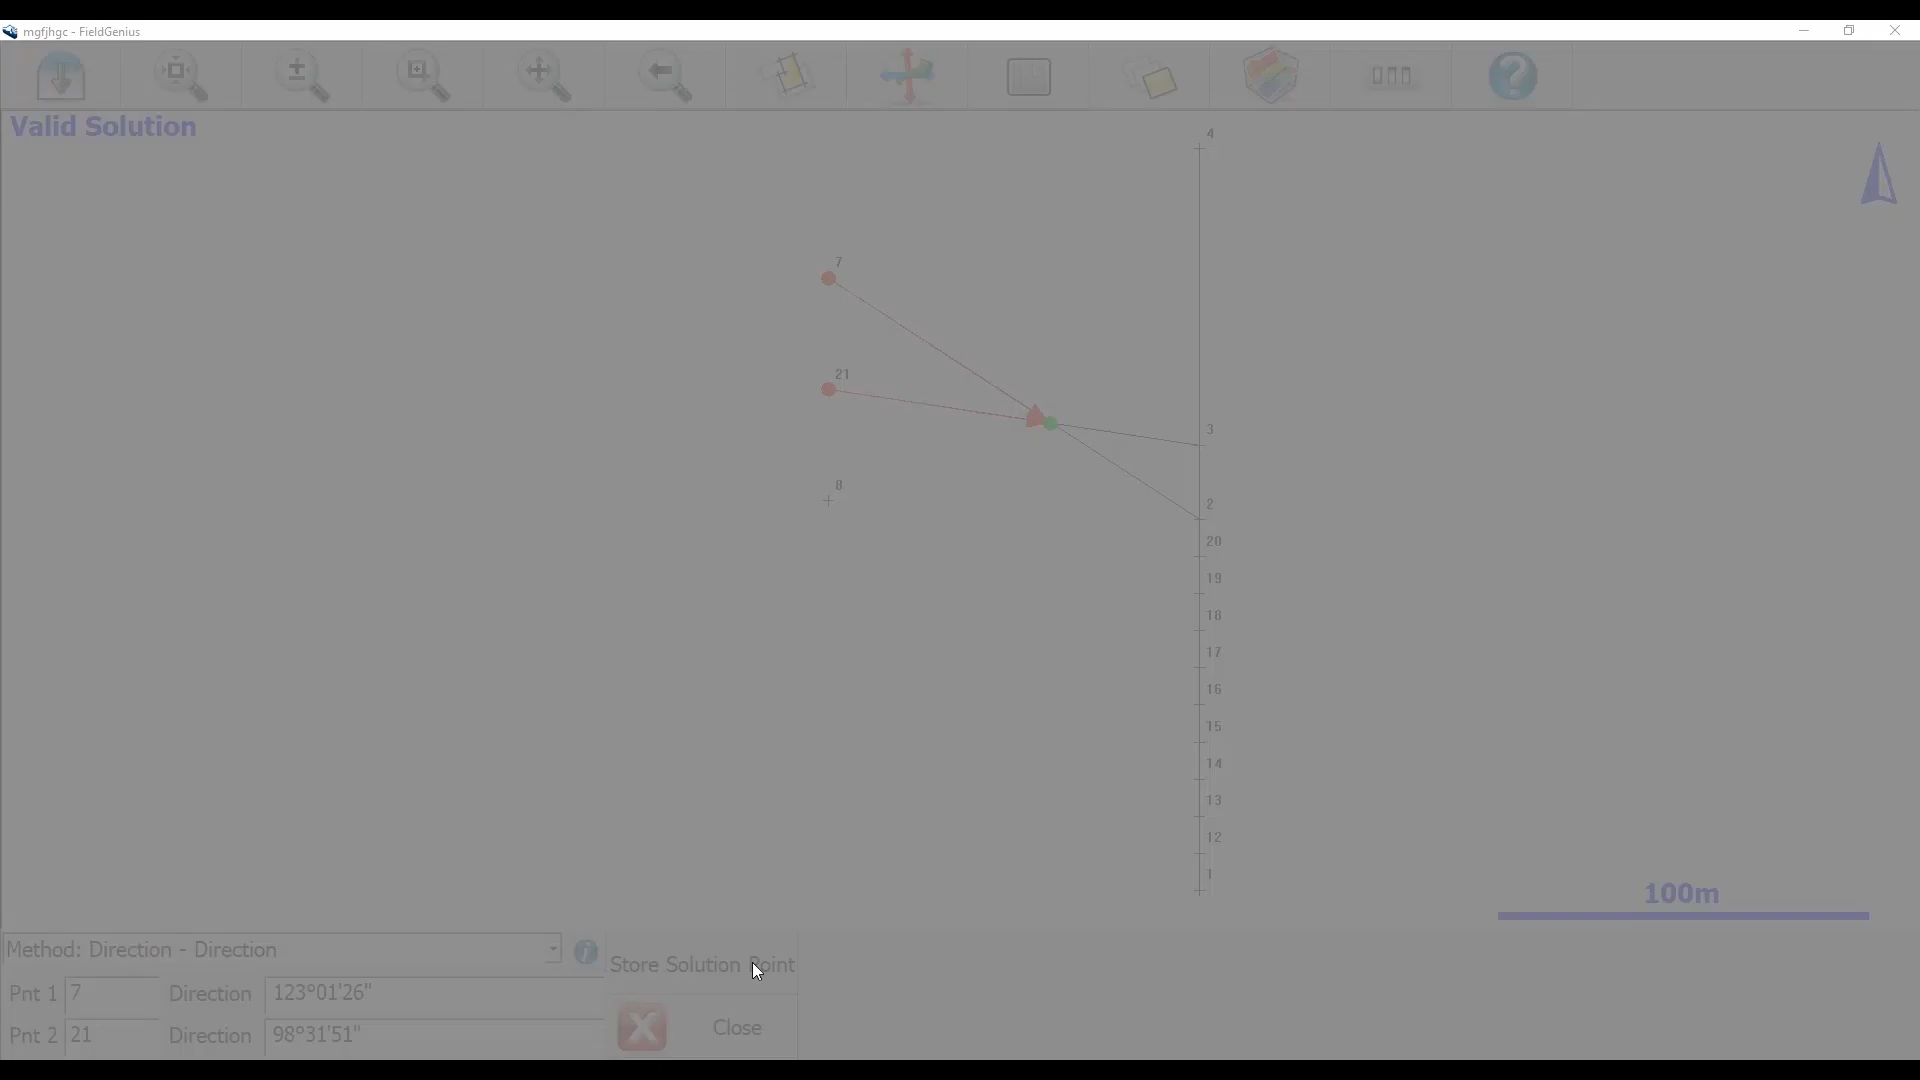 mgfjhgc - FieldGenius
Valid Solution
4
7
21
3
8
2
20
19
18
17
16
15
14
13
12
1
100m
Method: Direction - Direction
Store Solution Point
Pnt 1 7 Direction 123°01'26"
Pnt 2 21 Direction 98°31'51"
Close